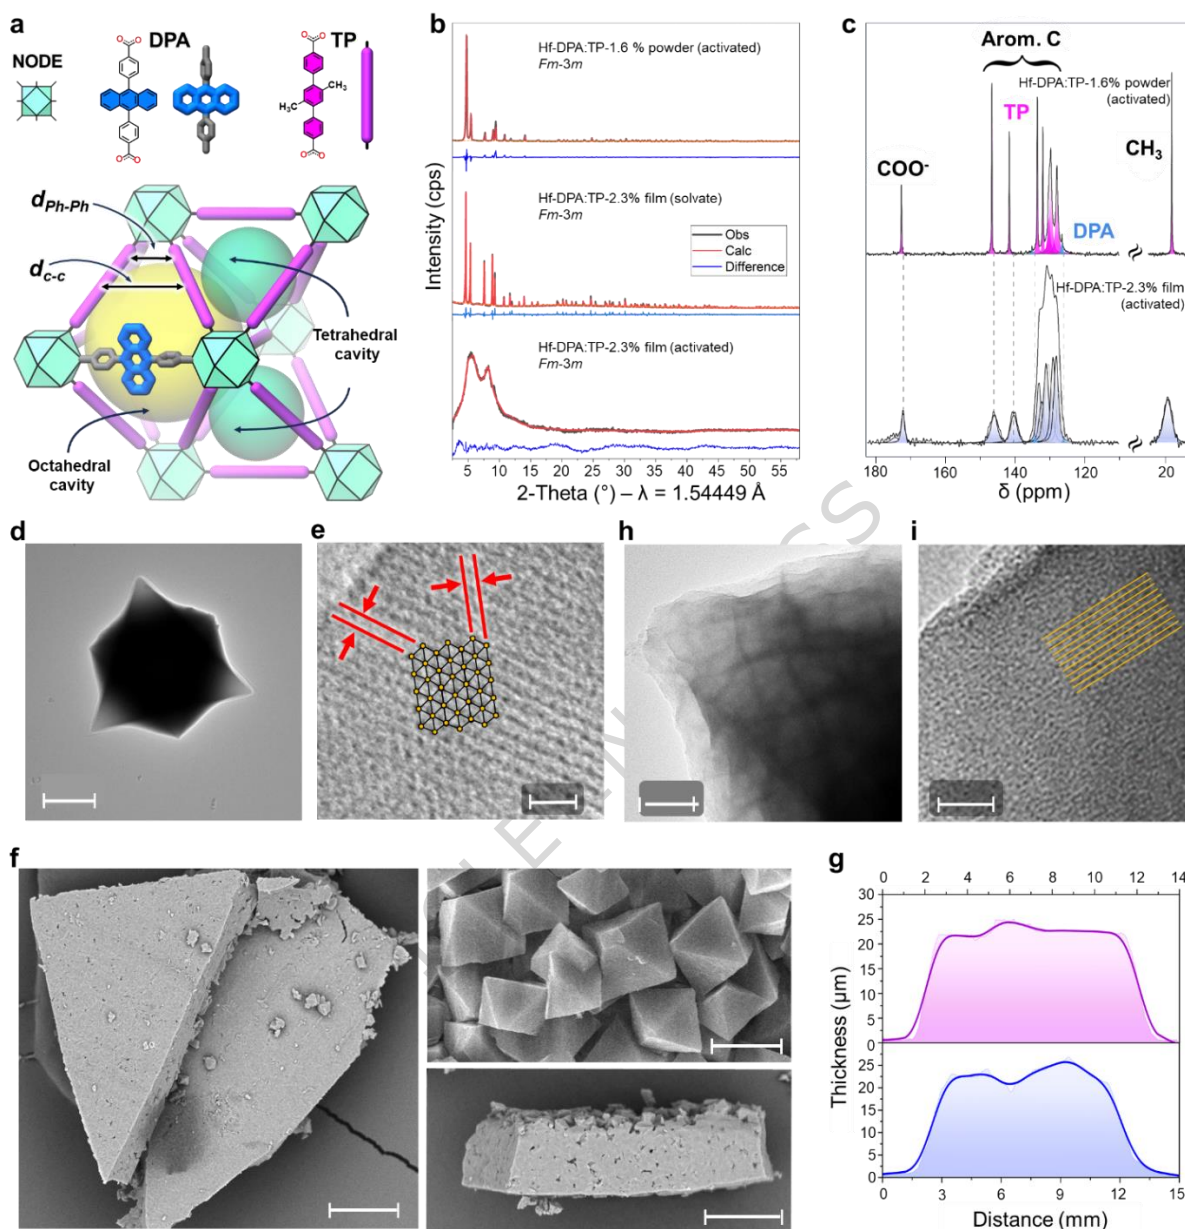 a
DPA
TP
NODE
CH₃
H₃C
d Ph-Ph
d c-c
Tetrahedral
cavity
Octahedral
cavity
b
Intensity (cps)
Hf-DPA:TP-1.6 % powder (activated)
Fm-3m
Hf-DPA:TP-2.3% film (solvate)
Fm-3m
Obs
Calc
Difference
Hf-DPA:TP-2.3% film (activated)
Fm-3m
5 10 15 20 25 30 35 40 45 50 55
2-Theta (°) – λ = 1.54449 Å
c
Arom. C
Hf-DPA:TP-1.6% powder
(activated)
TP
COO⁻
CH₃
DPA
Hf-DPA:TP-2.3% film
(activated)
180 160 140 120 20
δ (ppm)
d
e
h
i
f
g
0 2 4 6 8 10 12 14
30
25
20
15
10
5
0
Thickness (μm)
25
20
15
10
5
0
0 3 6 9 12 15
Distance (mm)